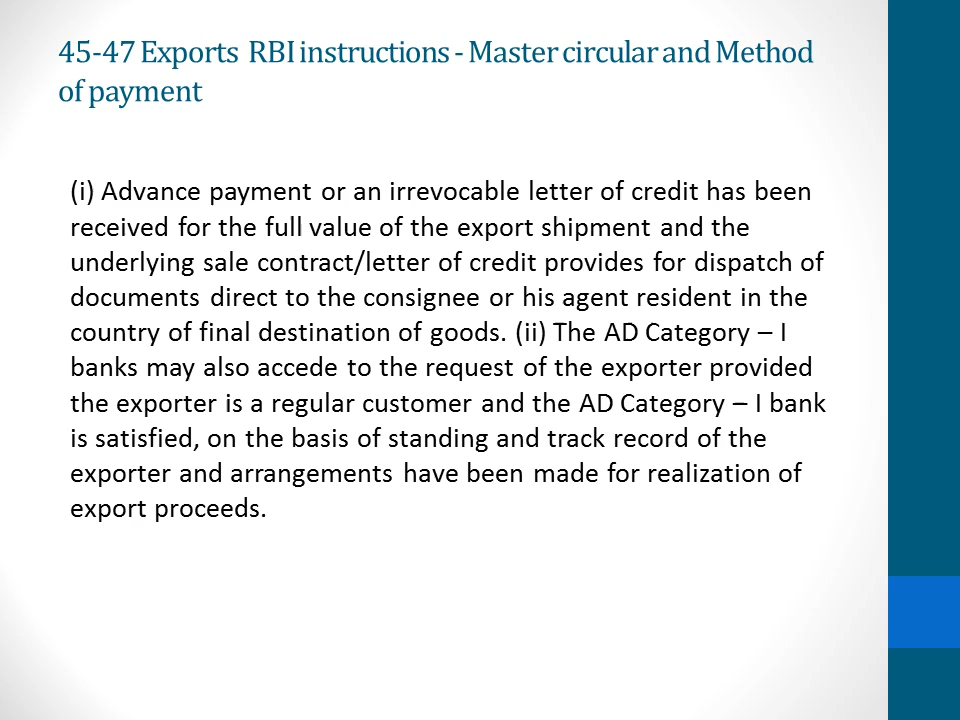 45-47 Exports RBI instructions - Master circular and Method
of payment
(i) Advance payment or an irrevocable letter of credit has been
received for the full value of the export shipment and the
underlying sale contract/letter of credit provides for dispatch of
documents direct to the consignee or his agent resident in the
country of final destination of goods. (ii) The AD Category – I
banks may also accede to the request of the exporter provided
the exporter is a regular customer and the AD Category – I bank
is satisfied, on the basis of standing and track record of the
exporter and arrangements have been made for realization of
export proceeds.